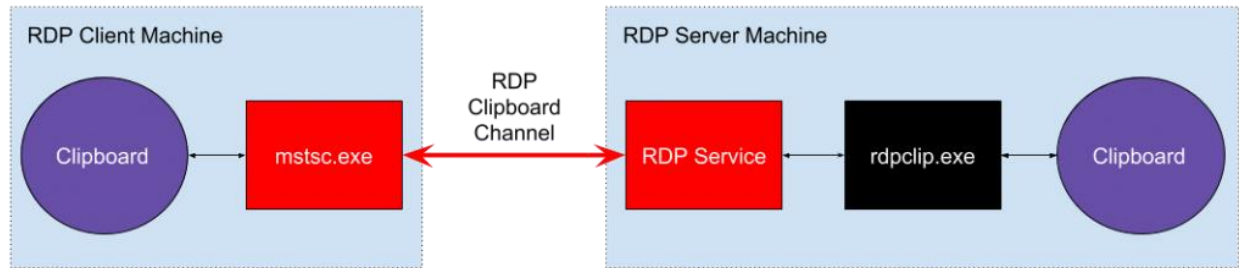 RDP Client Machine
Clipboard
mstsc.exe
RDP
Clipboard
Channel
RDP Server Machine
RDP Service
rdpclip.exe
Clipboard